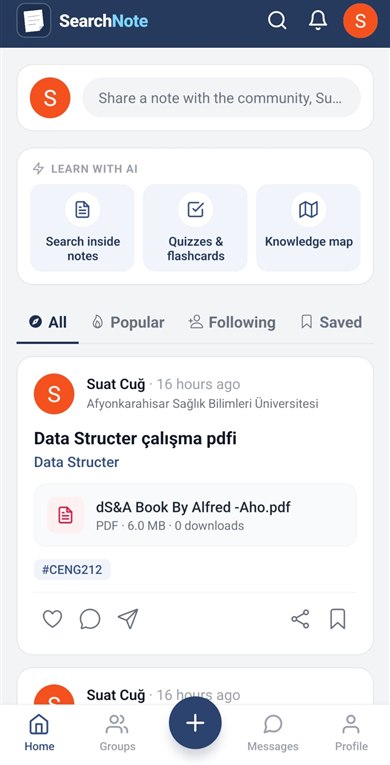 SearchNote
S
S
Share a note with the community, Su...
LEARN WITH AI
Search inside notes
Quizzes & flashcards
Knowledge map
All
Popular
Following
Saved
S
Suat Cuğ · 16 hours ago
Afyonkarahisar Sağlık Bilimleri Üniversitesi
Data Structer çalışma pdfi
Data Structer
dS&A Book By Alfred -Aho.pdf
PDF · 6.0 MB · 0 downloads
#CENG212
S
Suat Cuğ · 16 hours ago
Home
Groups
Messages
Profile